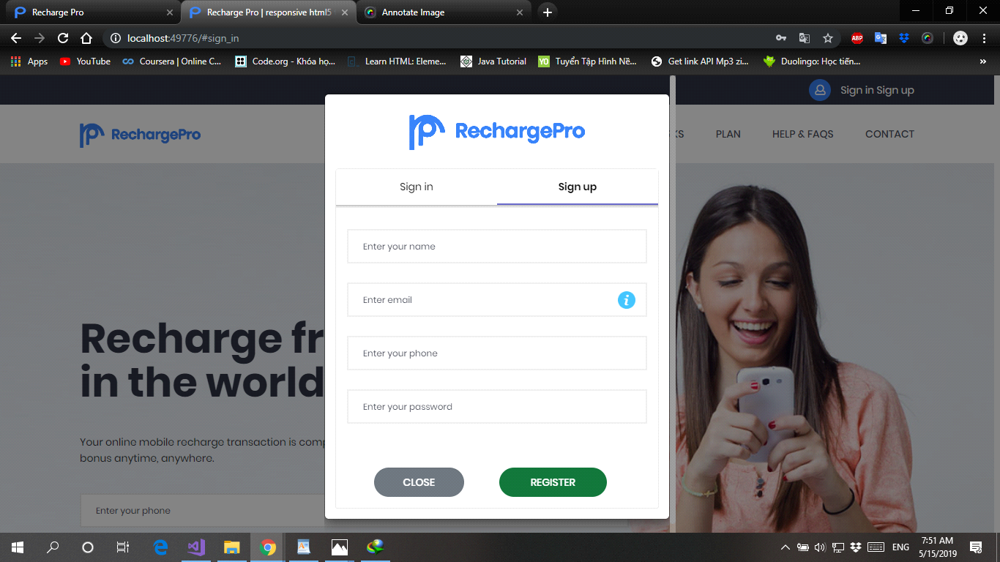 Recharge Pro
Recharge Pro | responsive html5
Annotate Image
localhost:49776/#sign_in
ABP
Apps
YouTube
Coursera | Online C...
Code.org - Khóa họ...
Learn HTML: Eleme...
Java Tutorial
YO Tuyển Tập Hình Nề...
Get link API Mp3 zi...
Duolingo: Học tiến...
»
Sign in Sign up
RechargePro
KS
PLAN
HELP & FAQS
CONTACT
RechargePro
Sign in
Sign up
Enter your name
Enter email
Enter your phone
Enter your password
CLOSE
REGISTER
Recharge fr
in the world
Your online mobile recharge transaction is comp
bonus anytime, anywhere.
Enter your phone
ENG
7:51 AM
5/15/2019